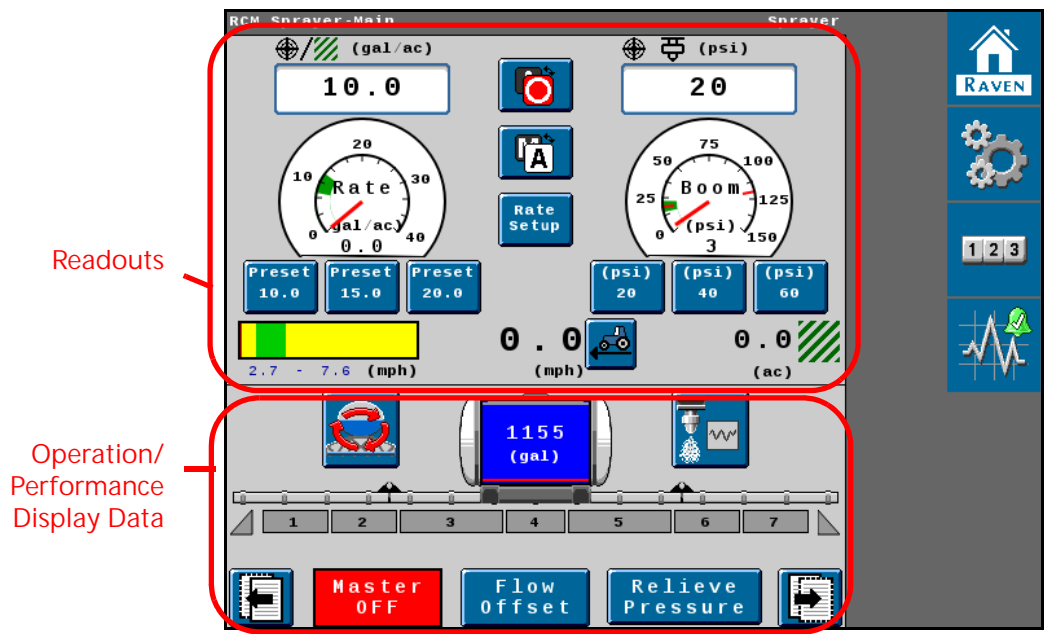 RCM Sprayer-Main Sprayer
/ (gal/ac) (psi)
10.0 20
Rate
10 20 30
0 40
(gal/ac)
0.0
A
Rate
Setup
Boom
25 50 75 100 125
0 150
(psi)
3
Preset
10.0
Preset
15.0
Preset
20.0
(psi)
20
(psi)
40
(psi)
60
2.7 - 7.6 (mph)
0.0
(mph)
0.0
(ac)
RAVEN
1 2 3
Readouts
Operation/
Performance
Display Data
1155
(gal)
1 2 3 4 5 6 7
Master
OFF
Flow
Offset
Relieve
Pressure